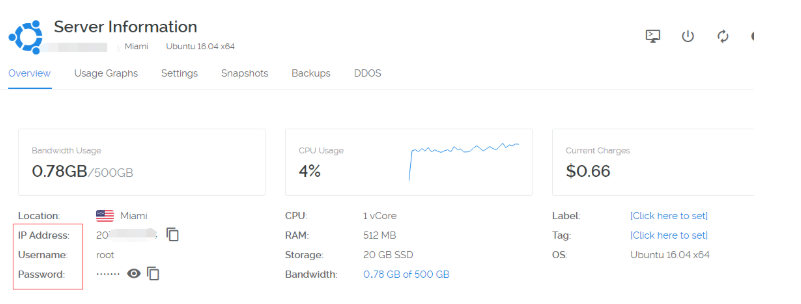 Server Information
Miami Ubuntu 16.04 x64
Overview Usage Graphs Settings Snapshots Backups DDOS
Bandwidth Usage CPU Usage Current Charges
0.78GB/500GB 4% $0.66
Location: Miami CPU: 1 vCore Label: [Click here to set]
IP Address: 20 RAM: 512 MB Tag: [Click here to set]
Username: root Storage: 20 GB SSD OS: Ubuntu 16.04 x64
Password: ······· Bandwidth: 0.78 GB of 500 GB